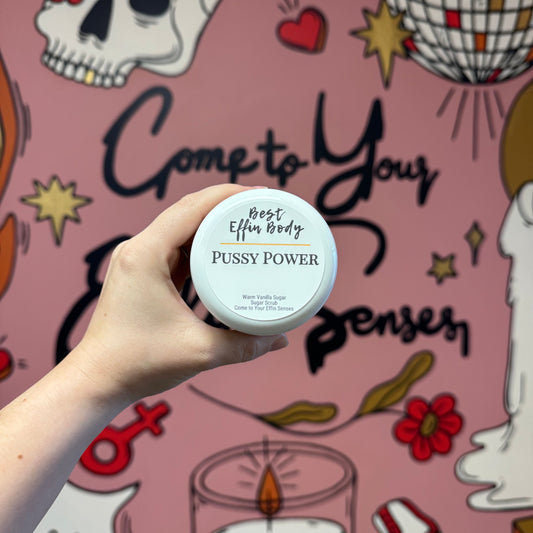 Come to Your
Senses
Best
Effin Body
Pussy Power
Warm Vanilla Sugar
Sugar Scrub
Come to Your Effin Senses